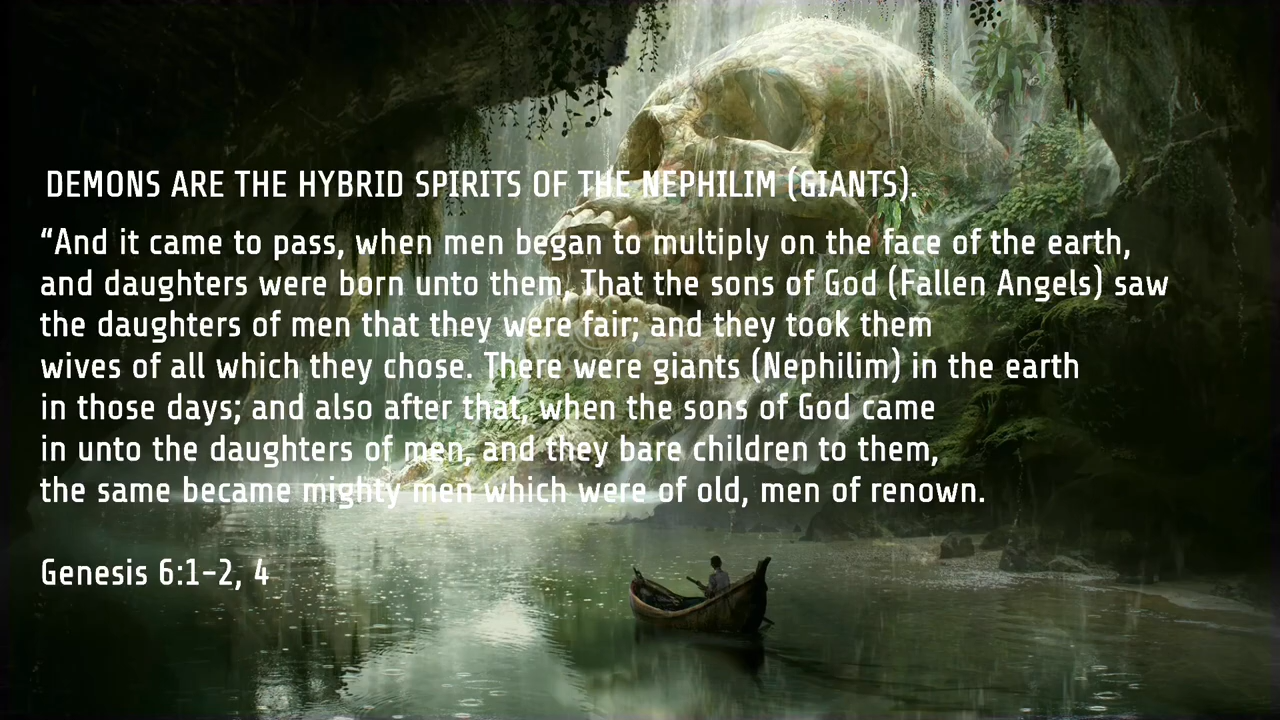 DEMONS ARE THE HYBRID SPIRITS OF THE NEPHILIM (GIANTS).
“And it came to pass, when men began to multiply on the face of the earth,
and daughters were born unto them. That the sons of God (Fallen Angels) saw
the daughters of men that they were fair; and they took them
wives of all which they chose. There were giants (Nephilim) in the earth
in those days; and also after that, when the sons of God came
in unto the daughters of men, and they bare children to them,
the same became mighty men which were of old, men of renown.
Genesis 6:1-2, 4